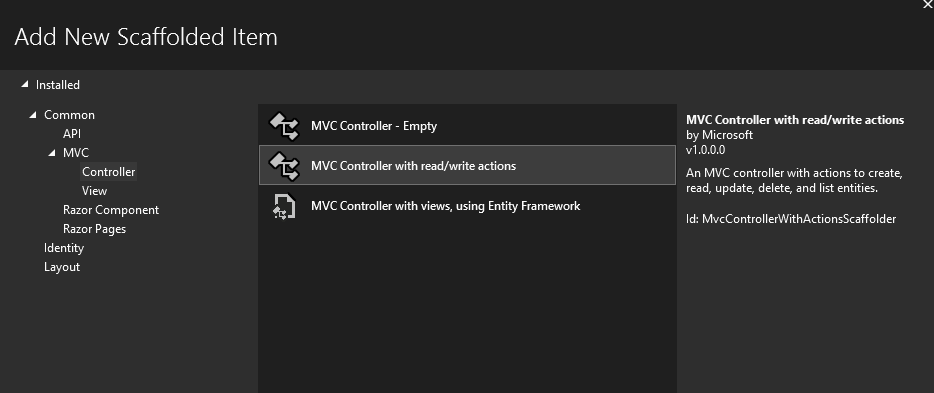 Add New Scaffolded Item
Installed
Common
API
MVC
Controller
View
Razor Component
Razor Pages
Identity
Layout
MVC Controller - Empty
MVC Controller with read/write actions
MVC Controller with views, using Entity Framework
MVC Controller with read/write actions
by Microsoft
v1.0.0.0
An MVC controller with actions to create,
read, update, delete, and list entities.
Id: MvcControllerWithActionsScaffolder